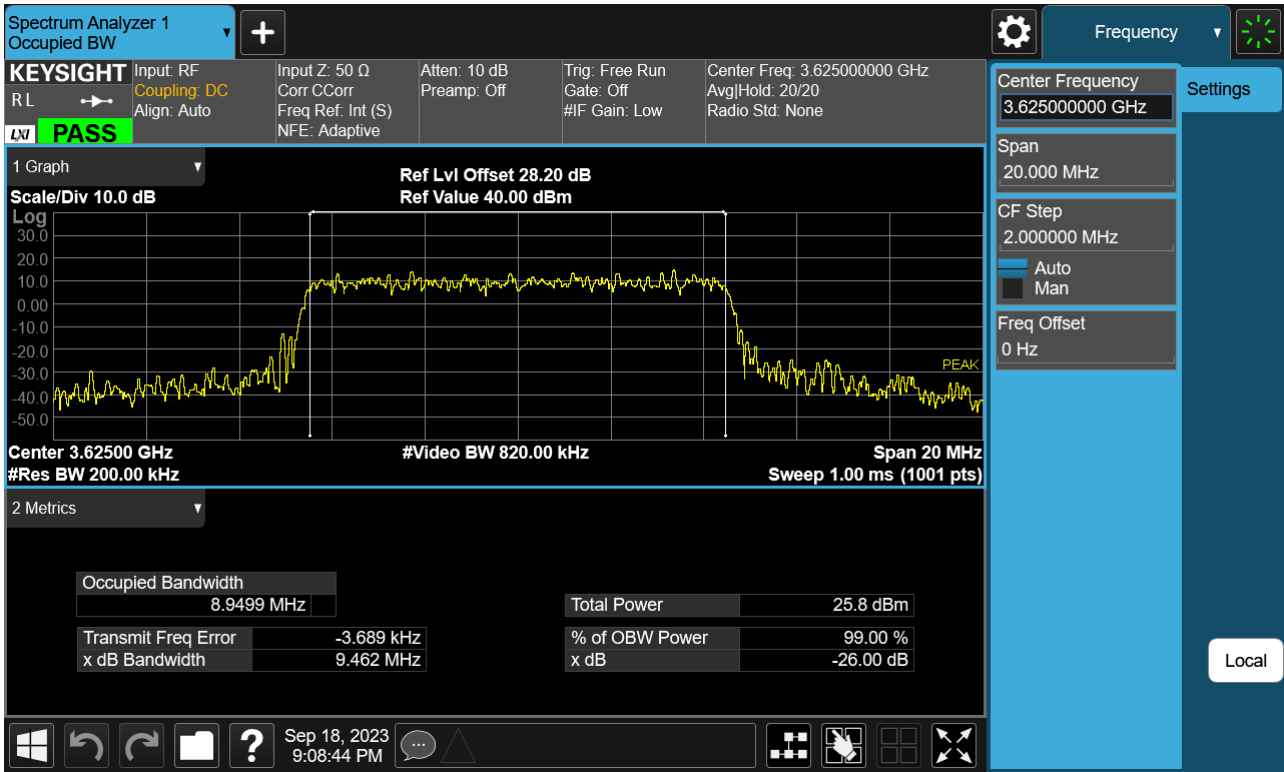 Spectrum Analyzer 1
Occupied BW
Frequency
KEYSIGHT
R L
LXI
PASS
Input: RF
Coupling: DC
Align: Auto
Input Z: 50 Ω
Corr CCorr
Freq Ref: Int (S)
NFE: Adaptive
Atten: 10 dB
Preamp: Off
Trig: Free Run
Gate: Off
#IF Gain: Low
Center Freq: 3.625000000 GHz
Avg|Hold: 20/20
Radio Std: None
1 Graph
Scale/Div 10.0 dB
Ref Lvl Offset 28.20 dB
Ref Value 40.00 dBm
Log
30.0
20.0
10.0
0.00
-10.0
-20.0
-30.0
-40.0
-50.0
PEAK
Center 3.62500 GHz
#Video BW 820.00 kHz
Span 20 MHz
#Res BW 200.00 kHz
Sweep 1.00 ms (1001 pts)
2 Metrics
Occupied Bandwidth
8.9499 MHz
Total Power 25.8 dBm
Transmit Freq Error -3.689 kHz
% of OBW Power 99.00 %
x dB Bandwidth 9.462 MHz
x dB -26.00 dB
Center Frequency
3.625000000 GHz
Settings
Span
20.000 MHz
CF Step
2.000000 MHz
Auto
Man
Freq Offset
0 Hz
Local
?
Sep 18, 2023
9:08:44 PM